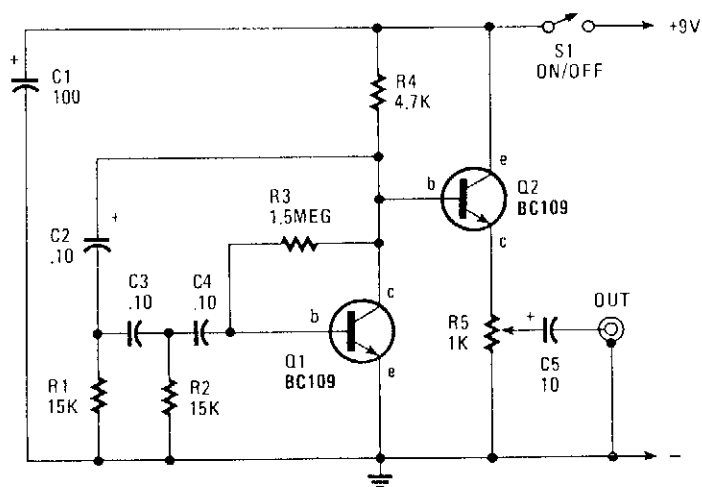 +9V
S1
ON/OFF
+
C1
100
R4
4.7K
e
b
Q2
BC109
c
+
C2
.10
R3
1.5MEG
C3
.10
C4
.10
c
b
Q1
BC109
e
R5
1K
+
C5
10
OUT
R1
15K
R2
15K
−